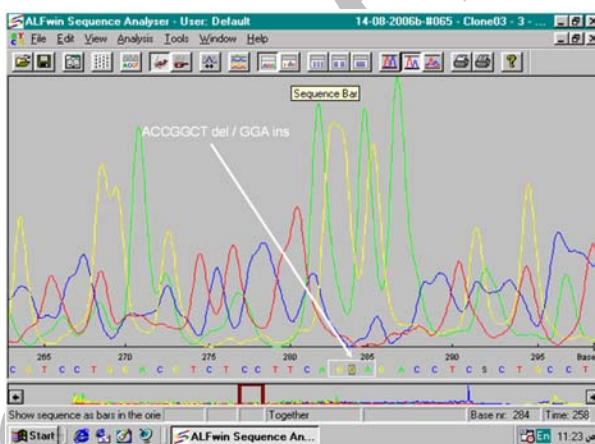 ALFwin Sequence Analyser - User: Default 14-08-2006b-#065 - Clone03 - 3 - ...
File Edit View Analysis Tools Window Help
Sequence Bar
ACCGGCT del / GGA ins
265 270 275 280 285 290 295 Base
C G T C C T G G A C C T C T C C T T C A G G A G A C C T C S C T G C C T
Show sequence as bars in the orie Together Base nr: 284 Time: 258
Start ALFwin Sequence An... En 11:23